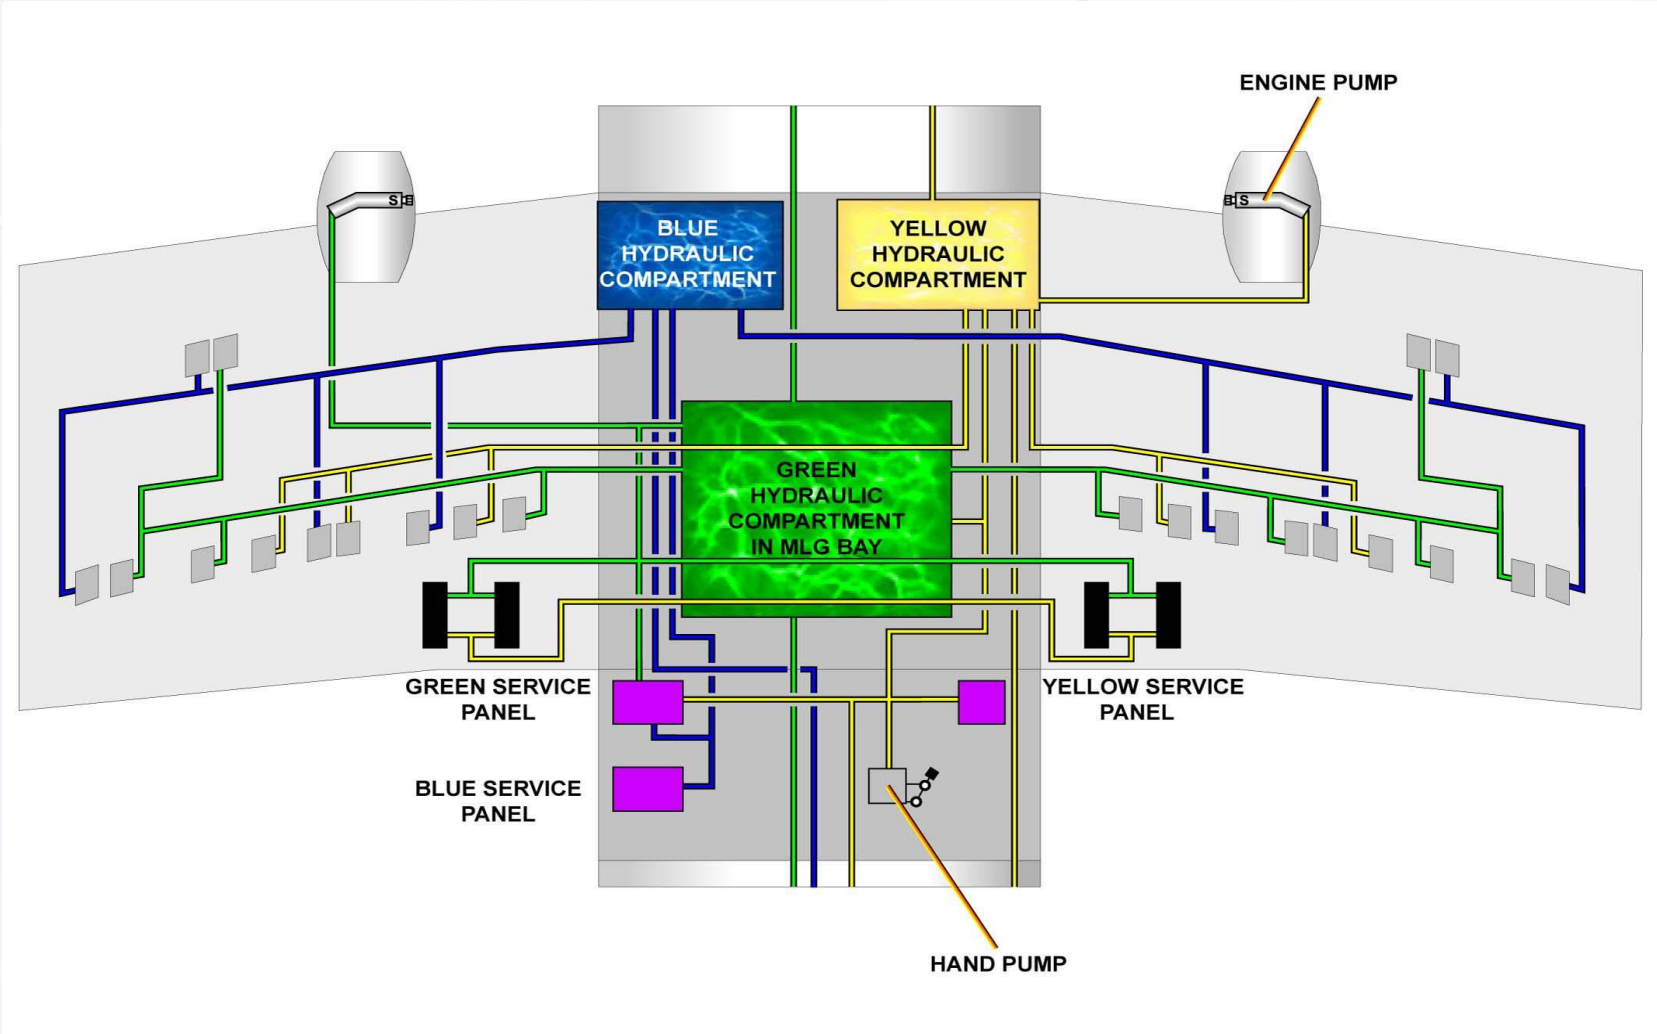 ENGINE PUMP
S
S
BLUE
HYDRAULIC
COMPARTMENT
YELLOW
HYDRAULIC
COMPARTMENT
GREEN
HYDRAULIC
COMPARTMENT
IN MLG BAY
GREEN SERVICE
PANEL
YELLOW SERVICE
PANEL
BLUE SERVICE
PANEL
HAND PUMP